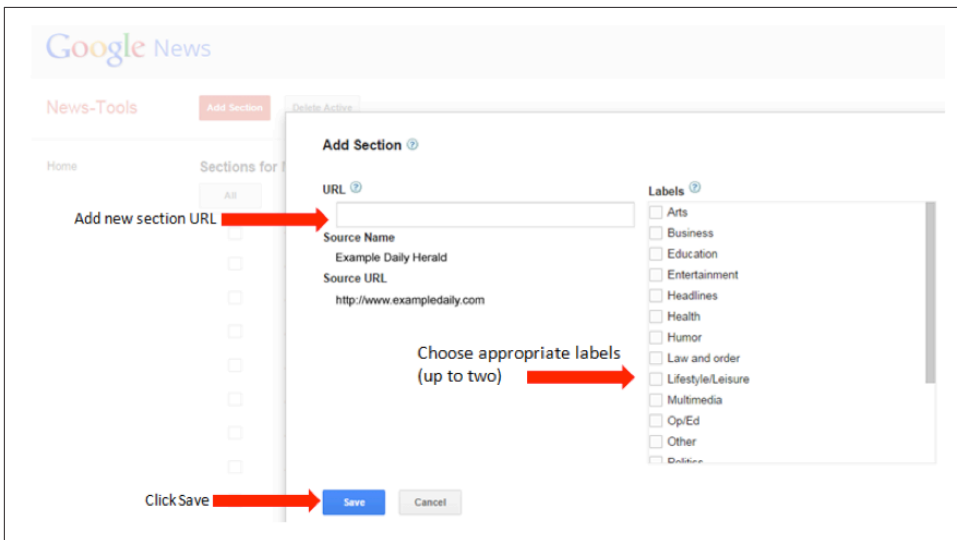 Google News
News-Tools
Add Section
Delete Active
Home
Sections for
All
Add Section ?
URL ?
Add new section URL
Source Name
Example Daily Herald
Source URL
http://www.exampledaily.com
Labels ?
Arts
Business
Education
Entertainment
Headlines
Health
Humor
Law and order
Lifestyle/Leisure
Multimedia
Op/Ed
Other
Politics
Choose appropriate labels
(up to two)
Click Save
Save
Cancel